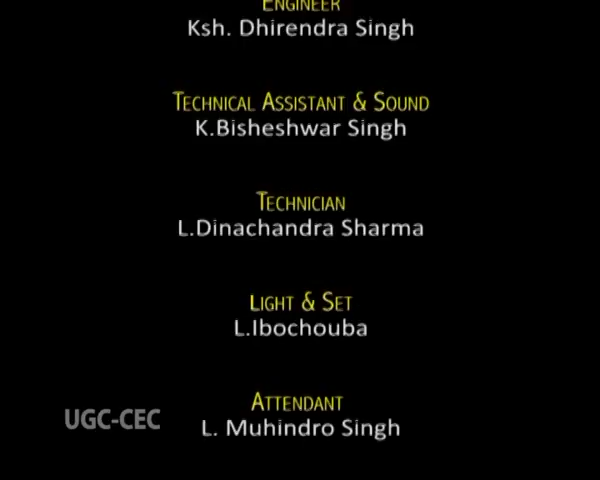 ENGINEER
Ksh. Dhirendra Singh
TECHNICAL ASSISTANT & SOUND
K.Bisheshwar Singh
TECHNICIAN
L.Dinachandra Sharma
LIGHT & SET
L.Ibochouba
ATTENDANT
UGC-CEC
L. Muhindro Singh